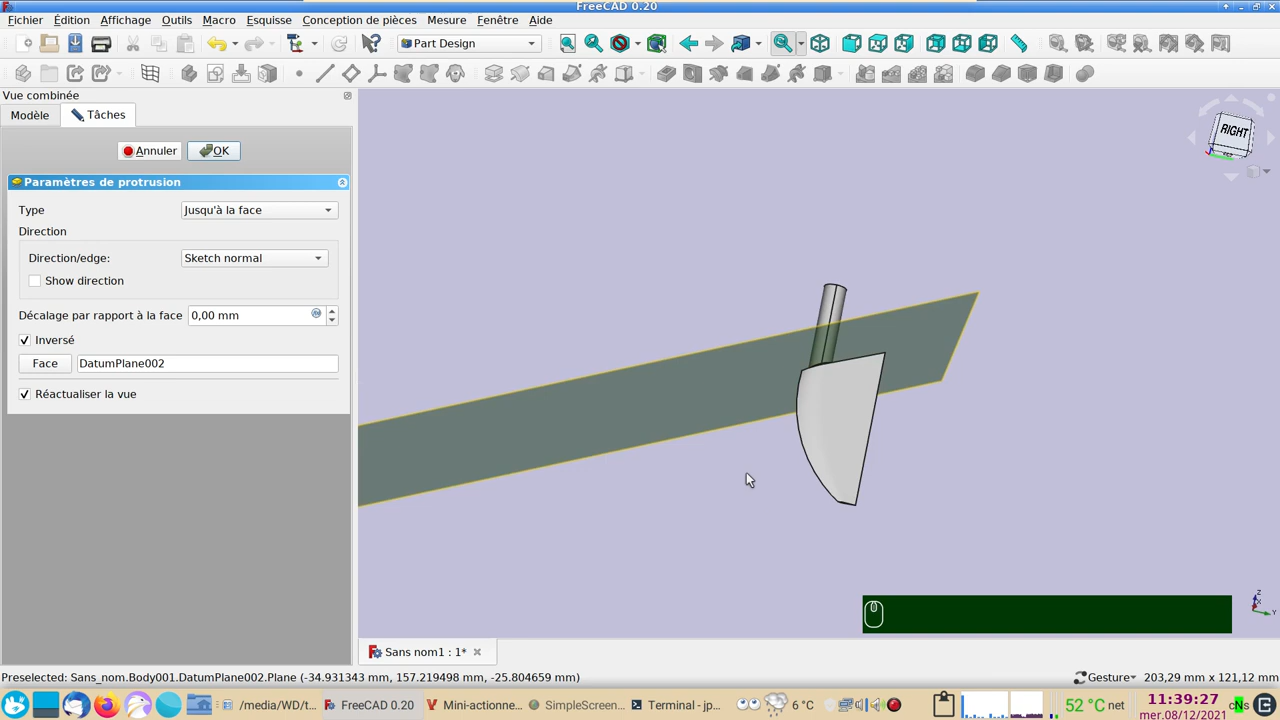 FreeCAD 0.20
Fichier Édition Affichage Outils Macro Esquisse Conception de pièces Mesure Fenêtre Aide
Part Design
Vue combinée
Modèle Tâches
Annuler OK
Paramètres de protrusion
Type Jusqu'à la face
Direction
Direction/edge: Sketch normal
Show direction
Décalage par rapport à la face 0,00 mm
Inversé
Face DatumPlane002
Réactualiser la vue
RIGHT
Z
Y
Sans nom1 : 1*
Preselected: Sans_nom.Body001.DatumPlane002.Plane (-34.931343 mm, 157.219498 mm, -25.804659 mm)
Gesture 203,29 mm x 121,12 mm
/media/WD/t... FreeCAD 0.20 Mini-actionne... SimpleScreen... Terminal - jp... 6 °C 52 °C net 11:39:27 cNs
mer.08/12/2021